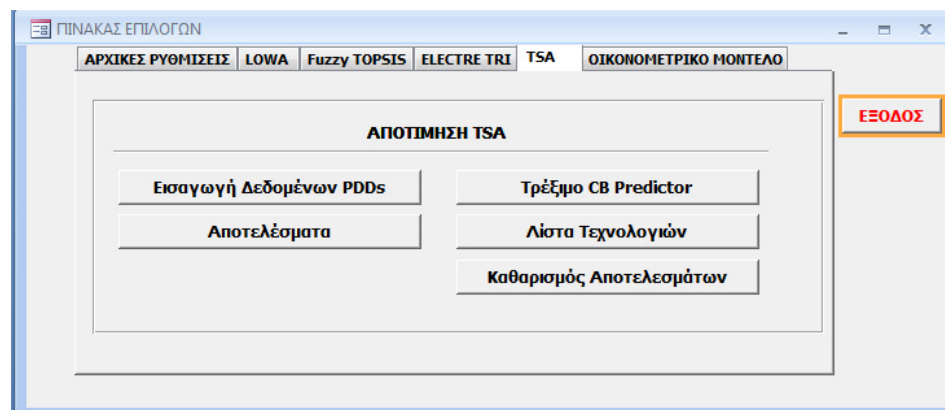 ΠΙΝΑΚΑΣ ΕΠΙΛΟΓΩΝ
ΑΡΧΙΚΕΣ ΡΥΘΜΙΣΕΙΣ LOWA Fuzzy TOPSIS ELECTRE TRI TSA ΟΙΚΟΝΟΜΕΤΡΙΚΟ ΜΟΝΤΕΛΟ
ΕΞΟΔΟΣ
ΑΠΟΤΙΜΗΣΗ TSA
Εισαγωγή Δεδομένων PDDs Τρέξιμο CB Predictor
Αποτελέσματα Λίστα Τεχνολογιών
Καθαρισμός Αποτελεσμάτων